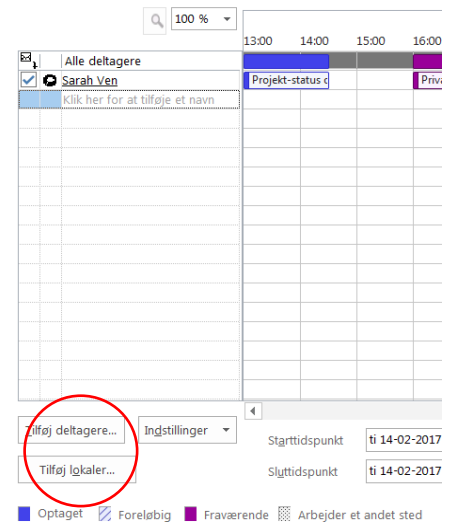 100 %
13:00 14:00 15:00 16:00
Alle deltagere
Sarah Ven Projekt-status Priva
Klik her for at tilføje et navn
Tilføj deltagere... Indstillinger
Starttidspunkt ti 14-02-2017
Tilføj lokaler...
Sluttidspunkt ti 14-02-2017
Optaget Foreløbig Fraværende Arbejder et andet sted